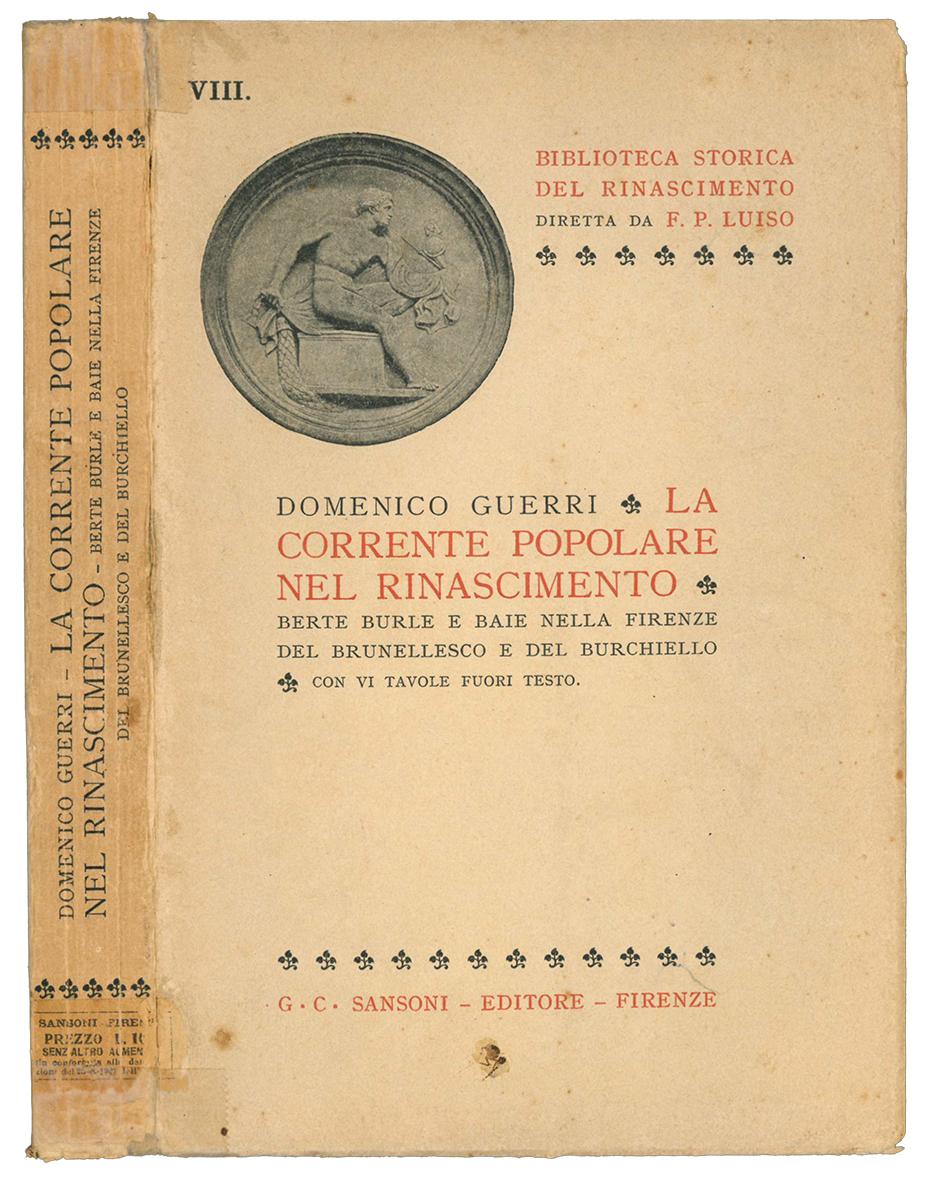 DOMENICO GUERRI – LA CORRENTE POPOLARE
NEL RINASCIMENTO – BERTE BURLE E BAIE NELLA FIRENZE
DEL BRUNELLESCO E DEL BURCHIELLO
SANSONI
PREZZO L.
SENZ'ALTRO
VIII.
BIBLIOTECA STORICA
DEL RINASCIMENTO
DIRETTA DA F. P. LUISO
DOMENICO GUERRI LA
CORRENTE POPOLARE
NEL RINASCIMENTO
BERTE BURLE E BAIE NELLA FIRENZE
DEL BRUNELLESCO E DEL BURCHIELLO
CON VI TAVOLE FUORI TESTO.
G. C. SANSONI – EDITORE – FIRENZE